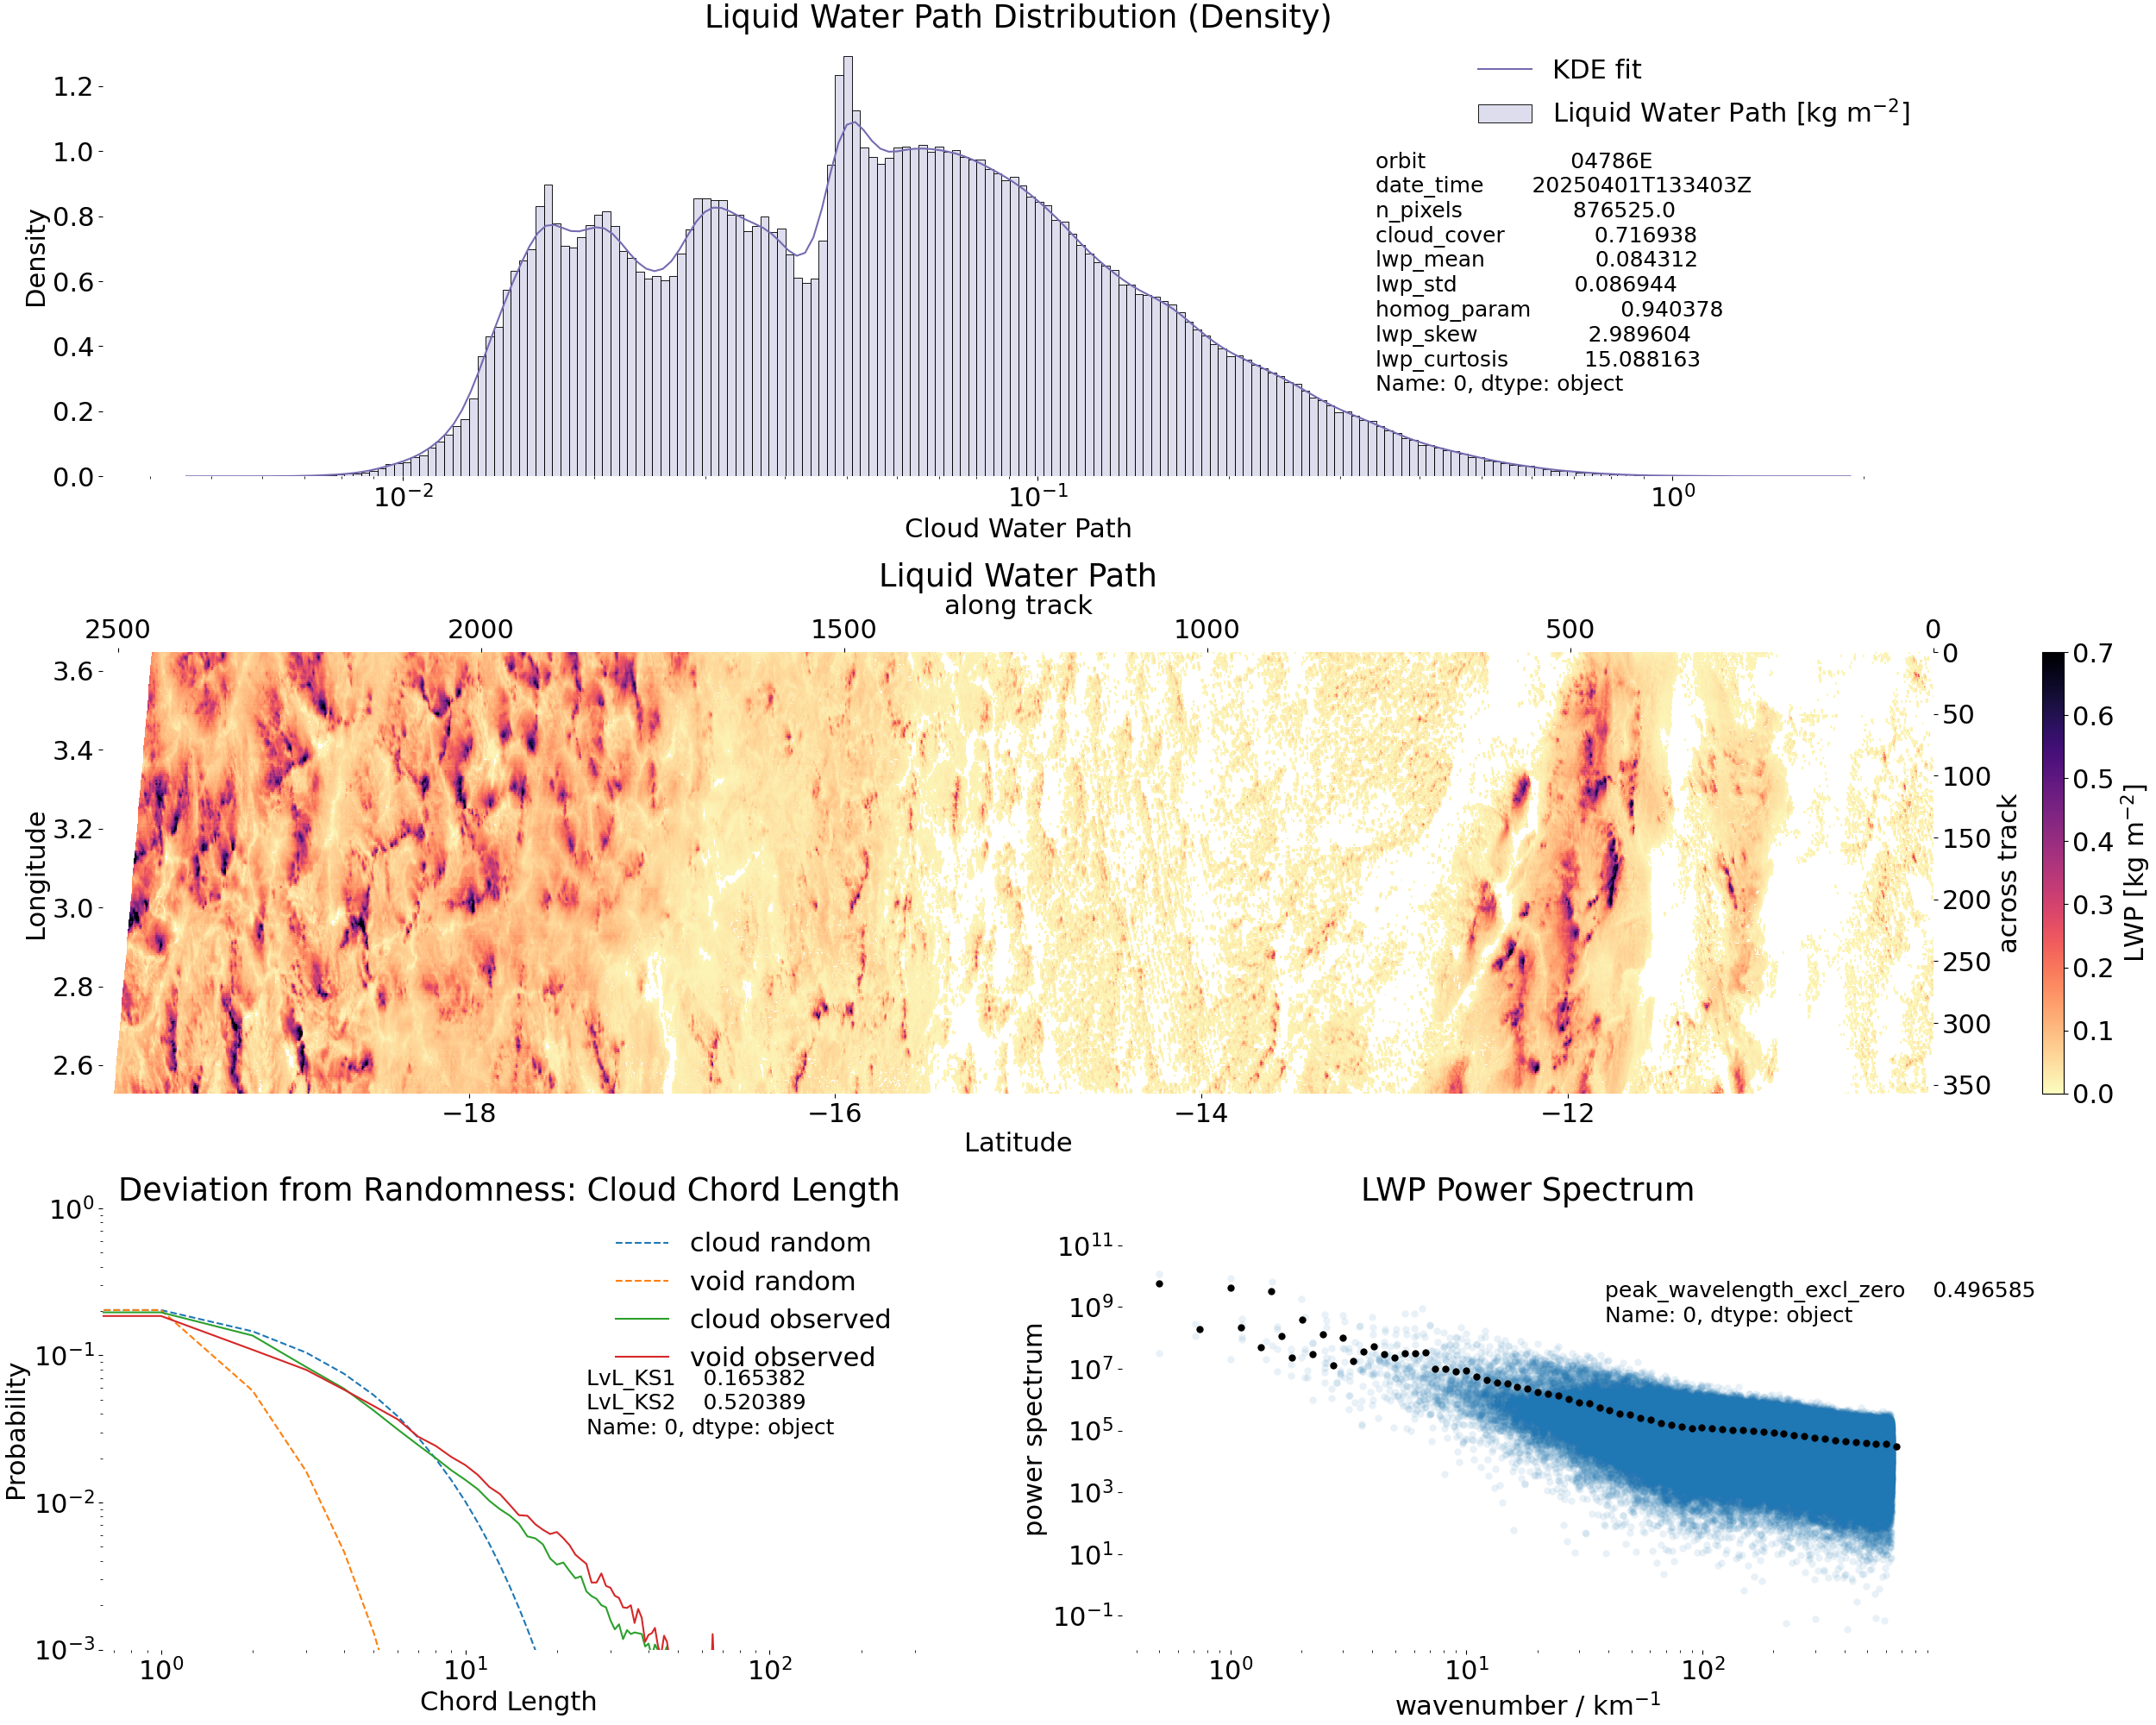 Liquid Water Path Distribution (Density)
1.2
1.0
0.8
0.6
0.4
0.2
0.0
Density
KDE fit
Liquid Water Path [kg m⁻²]
orbit 04786E
date_time 20250401T133403Z
n_pixels 876525.0
cloud_cover 0.716938
lwp_mean 0.084312
lwp_std 0.086944
homog_param 0.940378
lwp_skew 2.989604
lwp_curtosis 15.088163
Name: 0, dtype: object
10⁻² 10⁻¹ 10⁰
Cloud Water Path
Liquid Water Path
along track
2500 2000 1500 1000 500 0
3.6
3.4
3.2
3.0
2.8
2.6
Longitude
0
50
100
150
200
250
300
350
across track
0.7
0.6
0.5
0.4
0.3
0.2
0.1
0.0
LWP [kg m⁻²]
−18 −16 −14 −12
Latitude
Deviation from Randomness: Cloud Chord Length
10⁰
10⁻¹
10⁻²
10⁻³
Probability
cloud random
void random
cloud observed
void observed
LvL_KS1 0.165382
LvL_KS2 0.520389
Name: 0, dtype: object
10⁰ 10¹ 10²
Chord Length
LWP Power Spectrum
10¹¹
10⁹
10⁷
10⁵
10³
10¹
10⁻¹
power spectrum
peak_wavelength_excl_zero 0.496585
Name: 0, dtype: object
10⁰ 10¹ 10²
wavenumber / km⁻¹